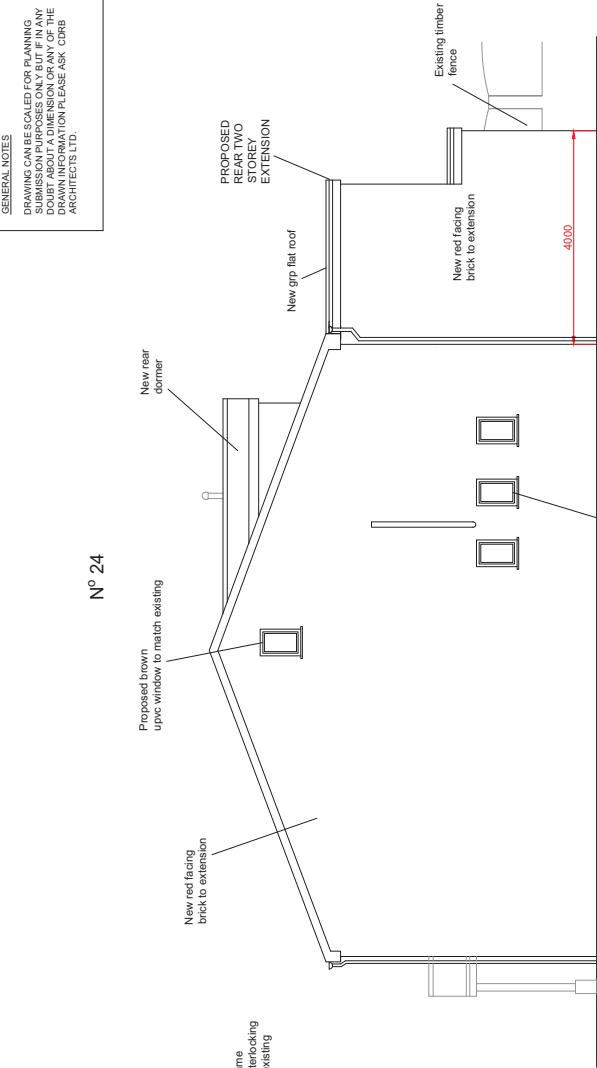 GENERAL NOTES
DRAWING CAN BE SCALED FOR PLANNING
SUBMISSION PURPOSES ONLY BUT IF IN ANY
DOUBT ABOUT A DIMENSION OR ANY OF THE
DRAWN INFORMATION PLEASE ASK CDRB
ARCHITECTS LTD.
Nº 24
New red facing
brick to extension
Proposed brown
upvc window to match existing
New rear
dormer
New grp flat roof
PROPOSED
REAR TWO
STOREY
EXTENSION
Existing timber
fence
New red facing
brick to extension
4000